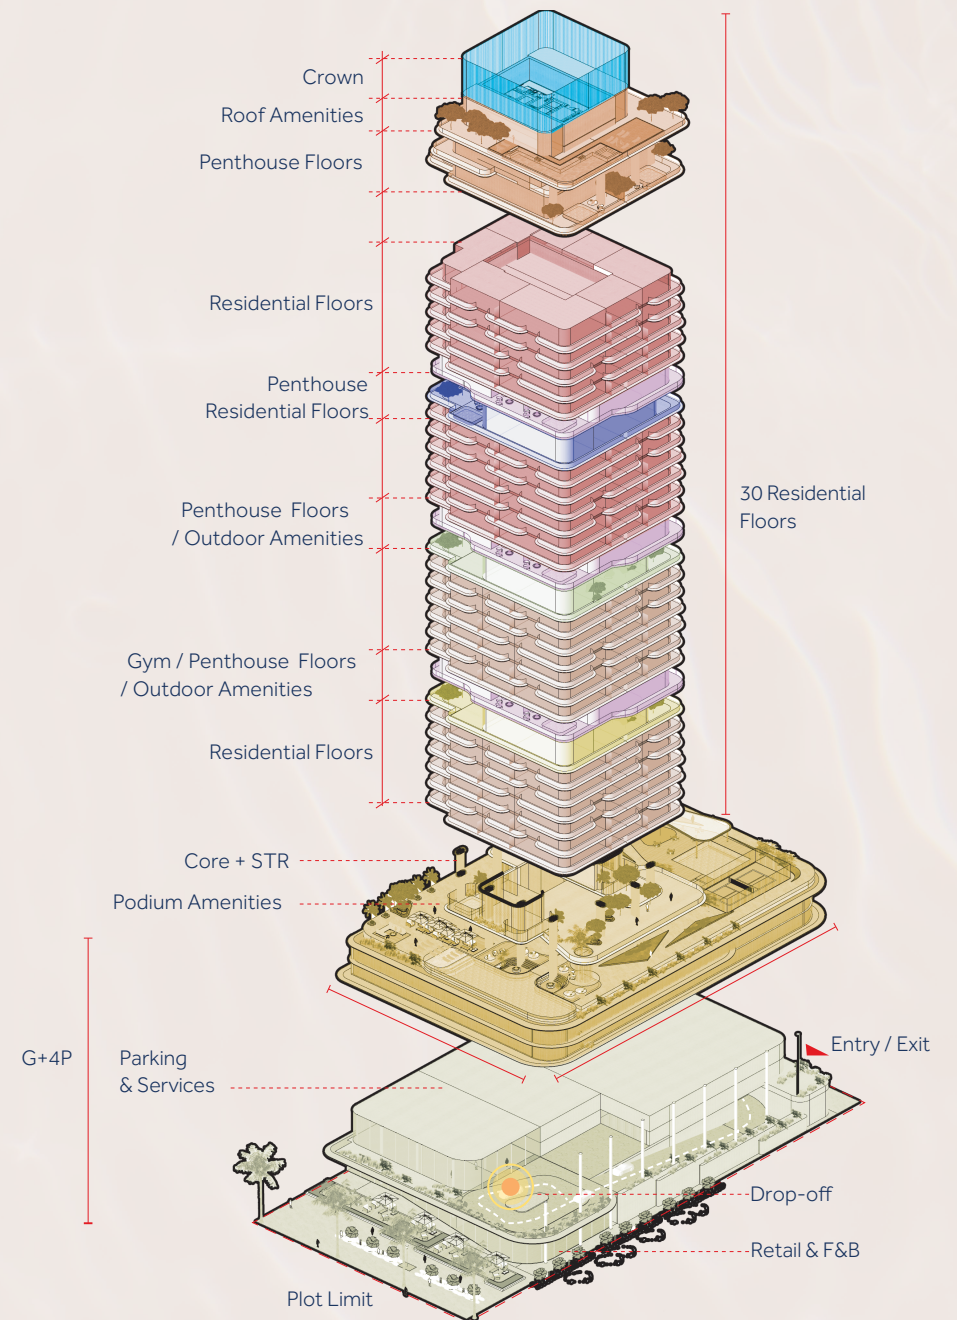 Crown
Roof Amenities
Penthouse Floors
Residential Floors
Penthouse
Residential Floors
30 Residential
Floors
Penthouse Floors
/ Outdoor Amenities
Gym / Penthouse Floors
/ Outdoor Amenities
Residential Floors
Core + STR
Podium Amenities
G+4P
Parking
& Services
Entry / Exit
Drop-off
Retail & F&B
Plot Limit